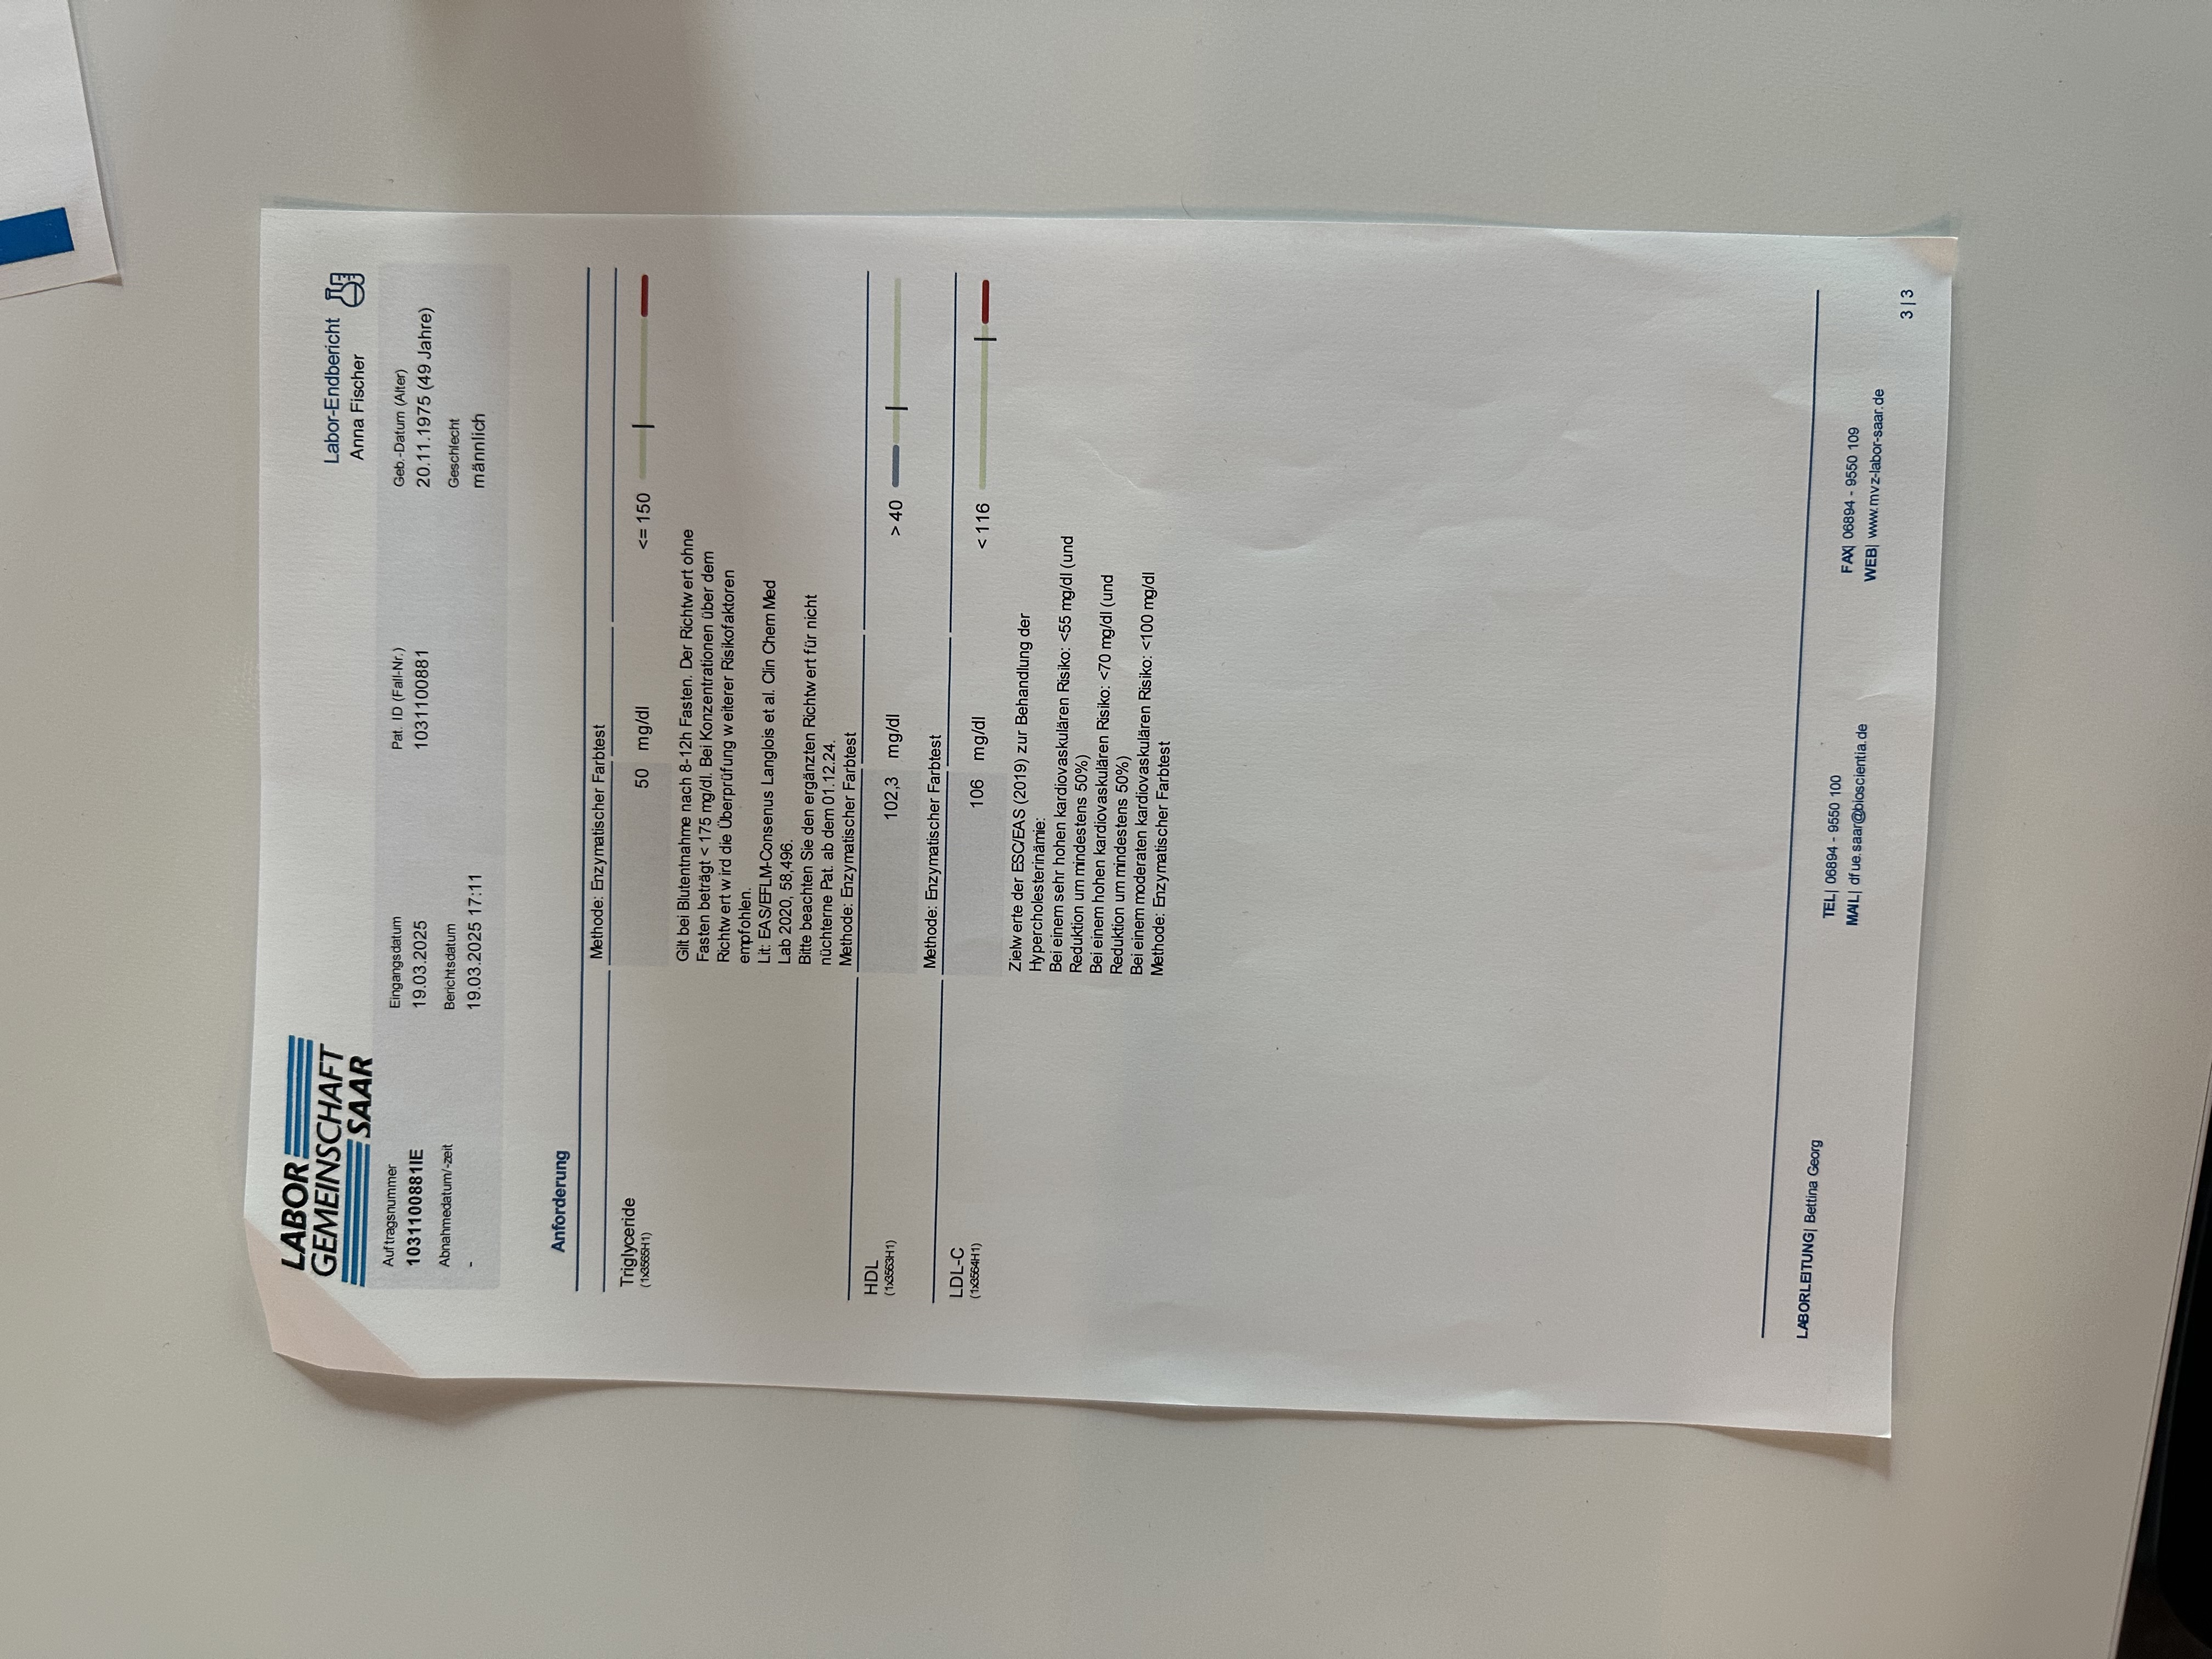 LABOR
GEMEINSCHAFT
SAAR
Labor-Endbericht
Anna Fischer
Auftragsnummer
1031100881IE
Abnahmedatum/-zeit
-
Eingangsdatum
19.03.2025
Berichtsdatum
19.03.2025 17:11
Pat. ID (Fall-Nr.)
1031100881
Geb.-Datum (Alter)
20.11.1975 (49 Jahre)
Geschlecht
männlich
Anforderung
Methode: Enzymatischer Farbtest
Triglyceride 50 mg/dl <= 150
(1x3565H1)
Gilt bei Blutentnahme nach 8-12h Fasten. Der Richtwert ohne
Fasten beträgt < 175 mg/dl. Bei Konzentrationen über dem
Richtwert wird die Überprüfung weiterer Risikofaktoren
empfohlen.
Lit: EAS/EFLM-Consenus Langlois et al. Clin Chem Med
Lab 2020, 58,496.
Bitte beachten Sie den ergänzten Richtwert für nicht
nüchterne Pat. ab dem 01.12.24.
Methode: Enzymatischer Farbtest
HDL 102,3 mg/dl > 40
(1x3563H1)
Methode: Enzymatischer Farbtest
LDL-C 106 mg/dl < 116
(1x3564H1)
Zielwerte der ESC/EAS (2019) zur Behandlung der
Hypercholesterinämie:
Bei einem sehr hohen kardiovaskulären Risiko: <55 mg/dl (und
Reduktion um mindestens 50%)
Bei einem hohen kardiovaskulären Risiko: <70 mg/dl (und
Reduktion um mindestens 50%)
Bei einem moderaten kardiovaskulären Risiko: <100 mg/dl
Methode: Enzymatischer Farbtest
LABORLEITUNG| Bettina Georg
TEL| 06894 - 9550 100
MAIL| dfue.saar@bioscientia.de
FAX| 06894 - 9550 109
WEB| www.mvz-labor-saar.de
3 | 3